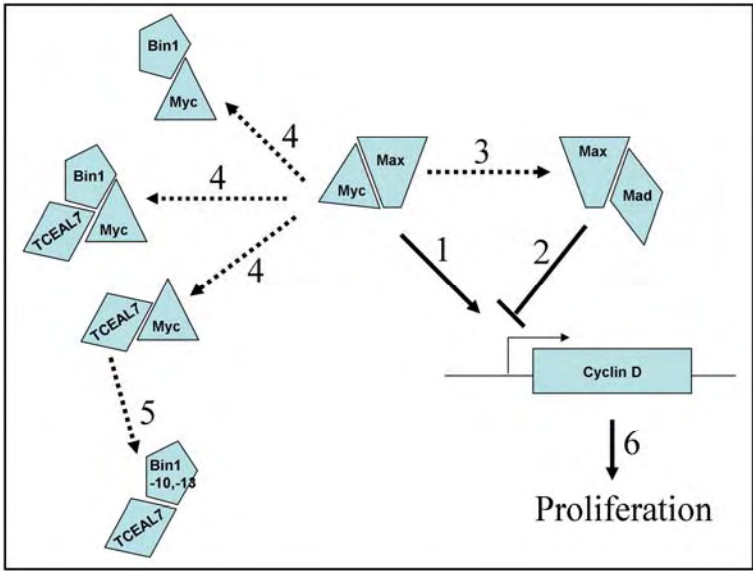 Bin1
Myc
4
Max
Myc
3
Max
Mad
Bin1
TCEAL7
Myc
4
1
2
4
TCEAL7
Myc
Cyclin D
5
6
Bin1
-10,-13
TCEAL7
Proliferation